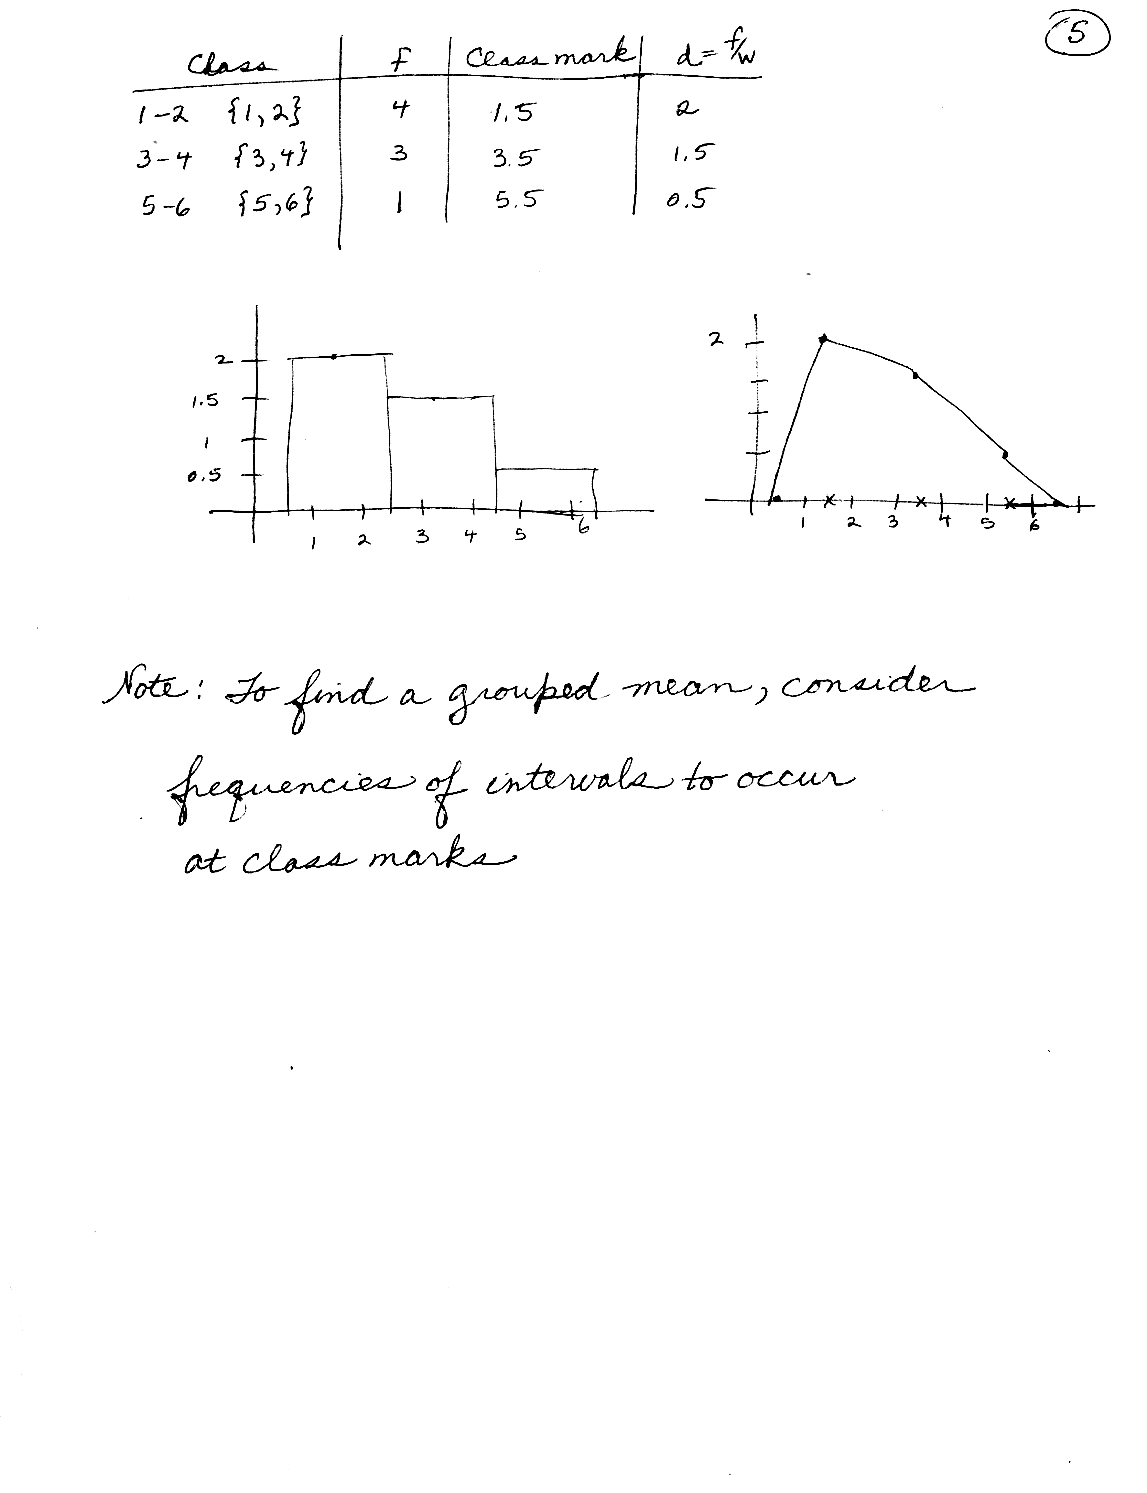 5
Class f Class mark d = f/w
1-2 {1,2} 4 1.5 2
3-4 {3,4} 3 3.5 1.5
5-6 {5,6} 1 5.5 0.5
2
1.5
1
0.5
1 2 3 4 5 6
2
1 2 3 4 5 6
Note: To find a grouped mean, consider
frequencies of intervals to occur
at class marks